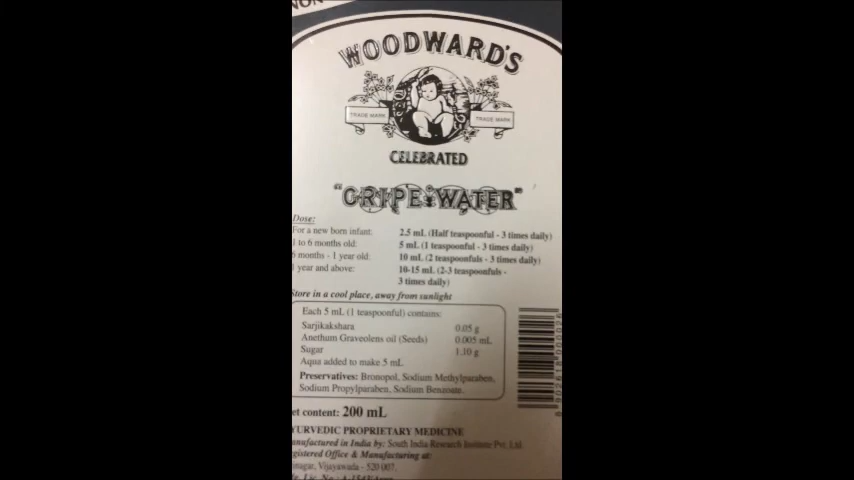 WOODWARD'S
TRADE MARK
TRADE MARK
CELEBRATED
"GRIPE WATER"
Dose:
For a new born infant: 2.5 mL (Half teaspoonful - 3 times daily)
1 to 6 months old: 5 mL (1 teaspoonful - 3 times daily)
6 months - 1 year old: 10 mL (2 teaspoonfuls - 3 times daily)
1 year and above: 10-15 mL (2-3 teaspoonfuls -
3 times daily)
Store in a cool place, away from sunlight
Each 5 mL (1 teaspoonful) contains:
Sarjikakshara 0.05 g
Anethum Graveolens oil (Seeds) 0.005 mL
Sugar 1.10 g
Aqua added to make 5 mL
Preservatives: Bronopol, Sodium Methylparaben,
Sodium Propylparaben, Sodium Benzoate.
et content: 200 mL
YURVEDIC PROPRIETARY MEDICINE
anufactured in India by: South India Research Institute Pvt. Ltd.
gistered Office & Manufacturing at:
nagar, Vijayawada - 520 007.